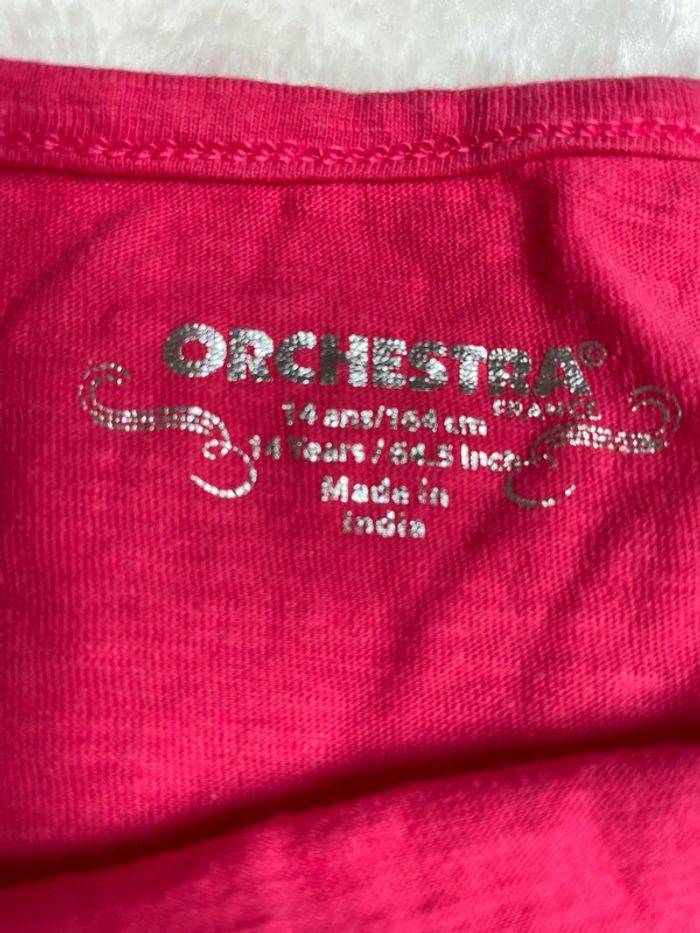 ORCHESTRA©
FRANCE
14 ans/164 cm
14 Years/64.5 Inch
Made in
India